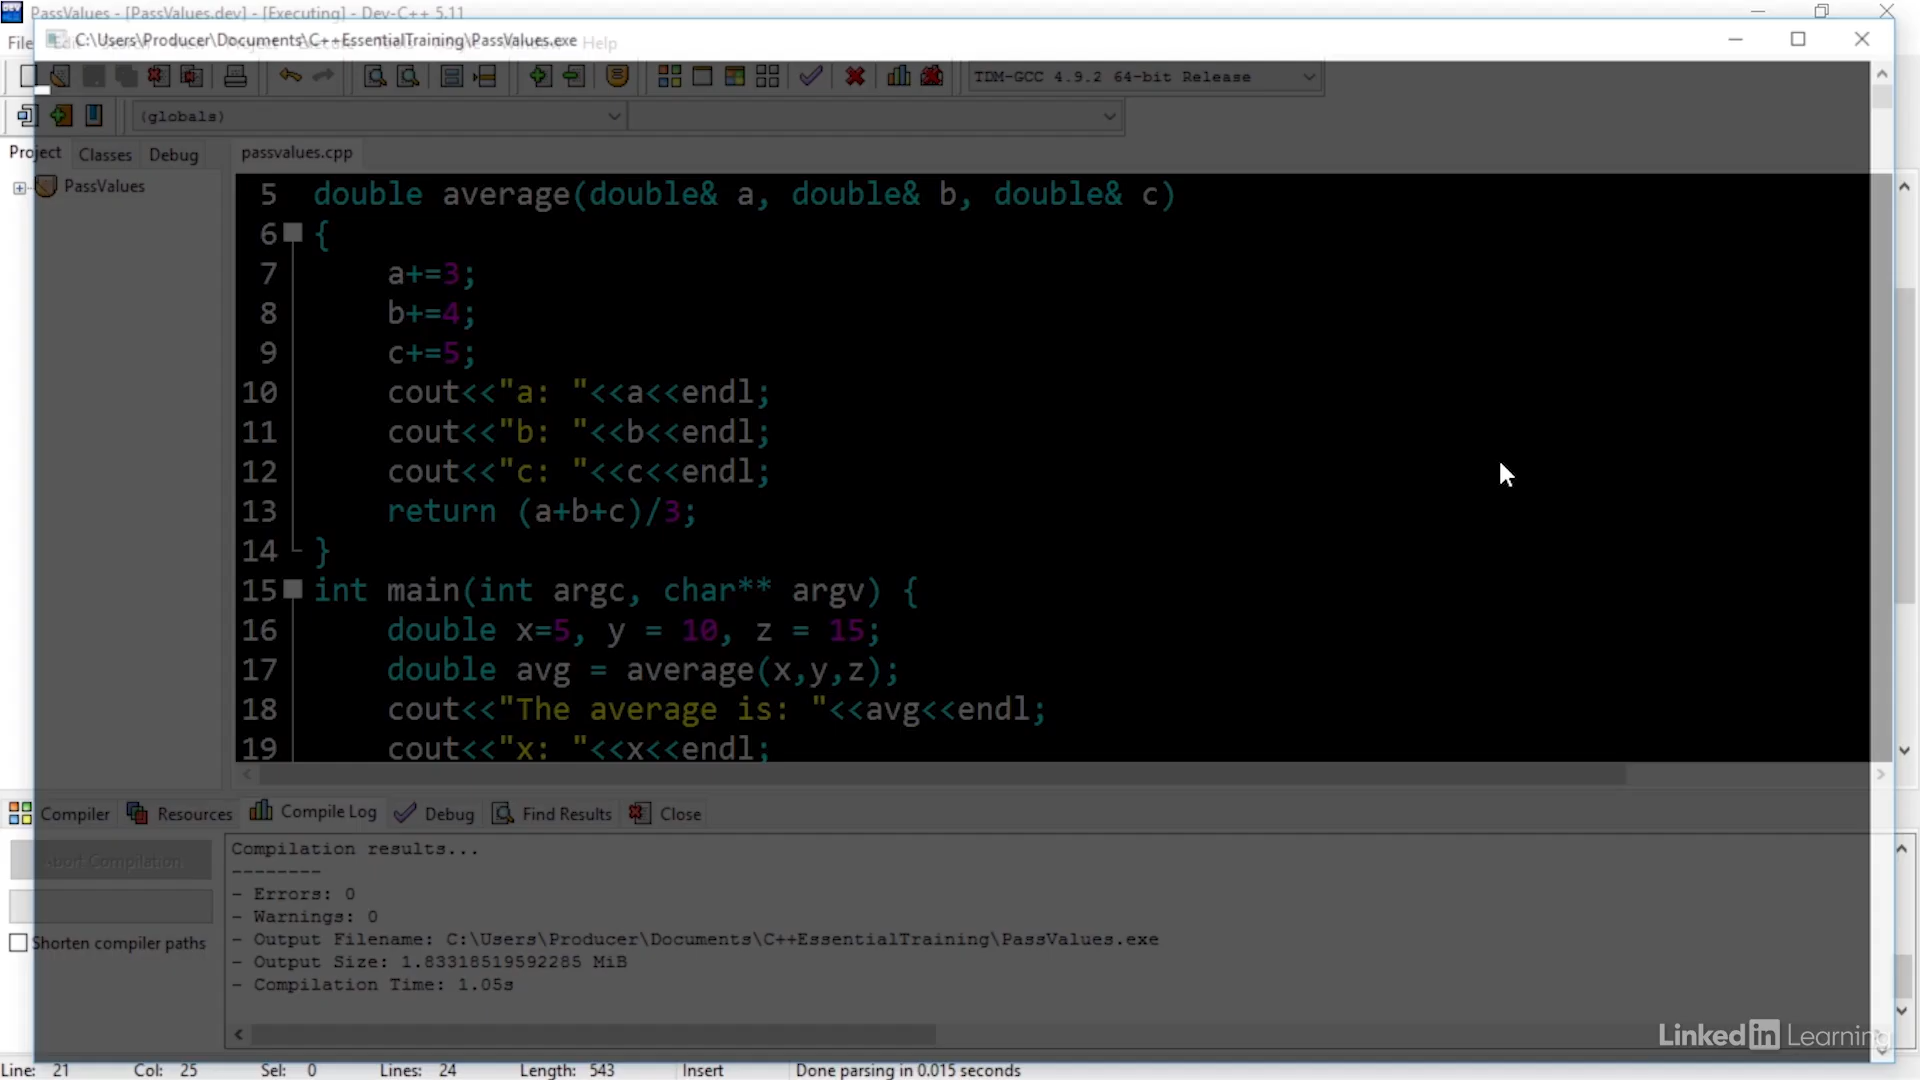 PassValues - [PassValues.dev] - [Executing] - Dev-C++ 5.11
C:\Users\Producer\Documents\C++EssentialTraining\PassValues.exe
File Help
TDM-GCC 4.9.2 64-bit Release
(globals)
Project Classes Debug passvalues.cpp
PassValues
5 double average(double& a, double& b, double& c)
6 {
7 a+=3;
8 b+=4;
9 c+=5;
10 cout<<"a: "<<a<<endl;
11 cout<<"b: "<<b<<endl;
12 cout<<"c: "<<c<<endl;
13 return (a+b+c)/3;
14 }
15 int main(int argc, char** argv) {
16 double x=5, y = 10, z = 15;
17 double avg = average(x,y,z);
18 cout<<"The average is: "<<avg<<endl;
19 cout<<"x: "<<x<<endl;
Compiler Resources Compile Log Debug Find Results Close
Compilation results...
--------
- Errors: 0
- Warnings: 0
- Output Filename: C:\Users\Producer\Documents\C++EssentialTraining\PassValues.exe
- Output Size: 1.83318519592285 MiB
- Compilation Time: 1.05s
Compilation
Shorten compiler paths
LinkedIn Learning
Line: 21 Col: 25 Sel: 0 Lines: 24 Length: 543 Insert Done parsing in 0.015 seconds